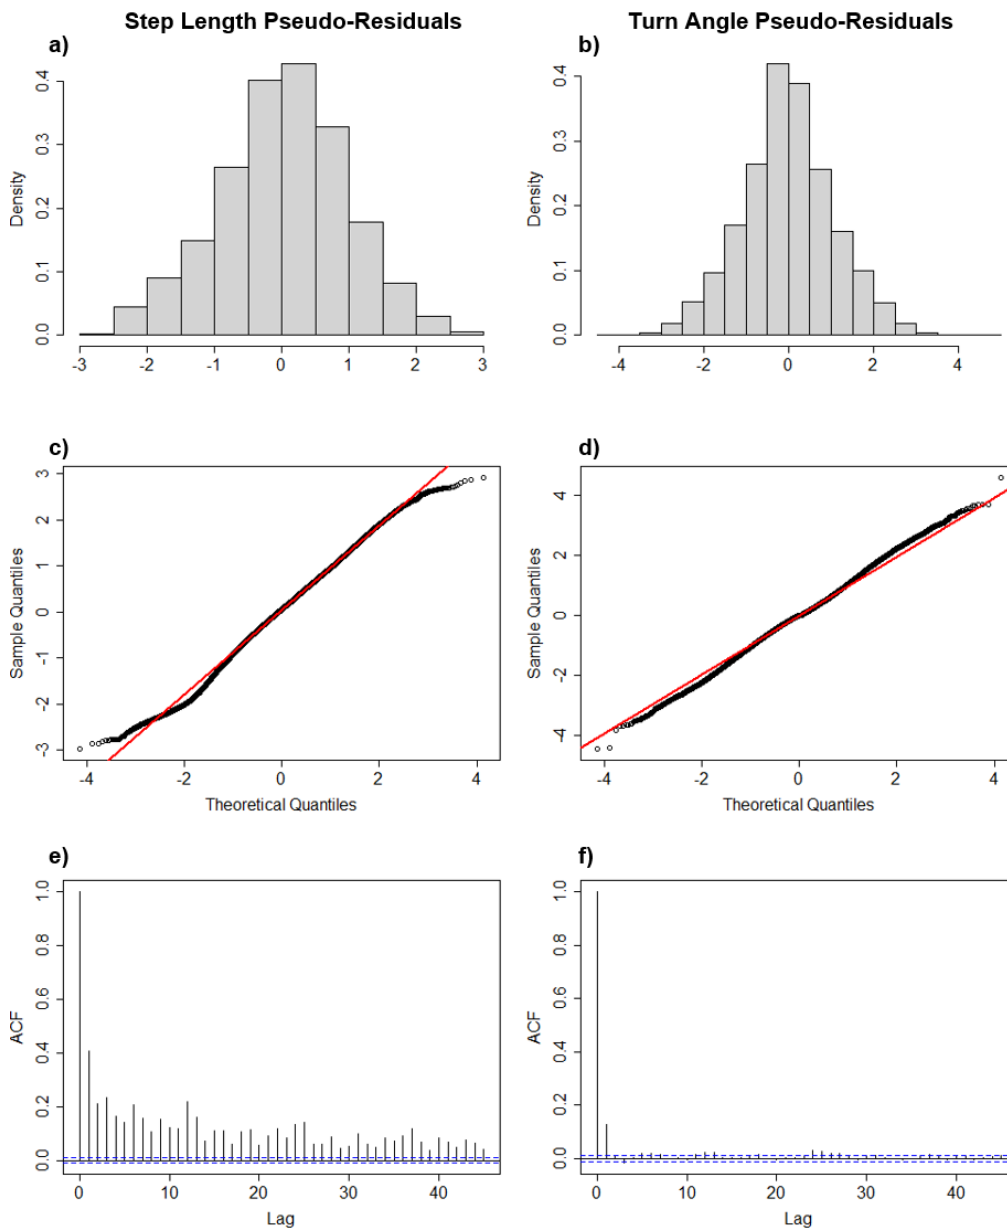 Step Length Pseudo-Residuals
Turn Angle Pseudo-Residuals
a)
Density
0.0 0.1 0.2 0.3 0.4
-3 -2 -1 0 1 2 3
b)
Density
0.0 0.1 0.2 0.3 0.4
-4 -2 0 2 4
c)
Sample Quantiles
-3 -2 -1 0 1 2 3
-4 -2 0 2 4
Theoretical Quantiles
d)
Sample Quantiles
-4 -2 0 2 4
-4 -2 0 2 4
Theoretical Quantiles
e)
ACF
0.0 0.2 0.4 0.6 0.8 1.0
0 10 20 30 40
Lag
f)
ACF
0.0 0.2 0.4 0.6 0.8 1.0
0 10 20 30 40
Lag